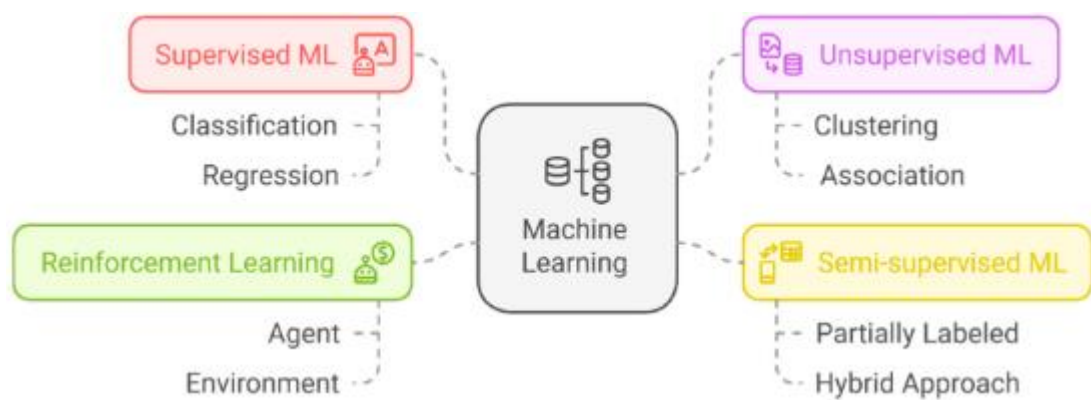 Supervised ML
A
Classification
Regression
Reinforcement Learning
$
Agent
Environment
Machine
Learning
Unsupervised ML
Clustering
Association
Semi-supervised ML
Partially Labeled
Hybrid Approach